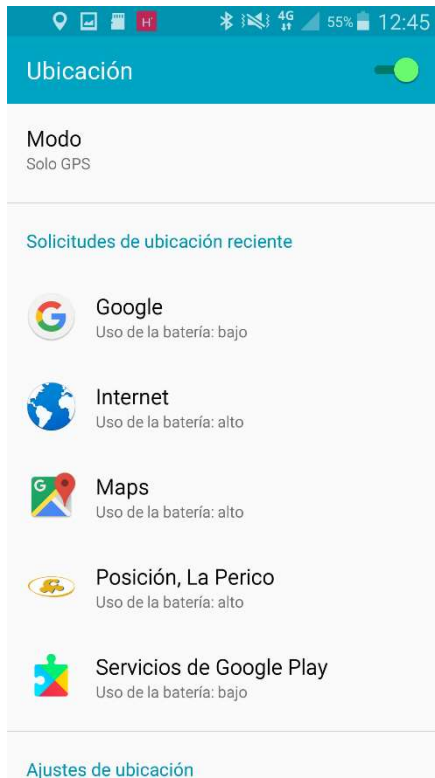 H 4G 55% 12:45
Ubicación
Modo
Solo GPS
Solicitudes de ubicación reciente
Google
Uso de la batería: bajo
Internet
Uso de la batería: alto
Maps
Uso de la batería: alto
Posición, La Perico
Uso de la batería: alto
Servicios de Google Play
Uso de la batería: bajo
Ajustes de ubicación